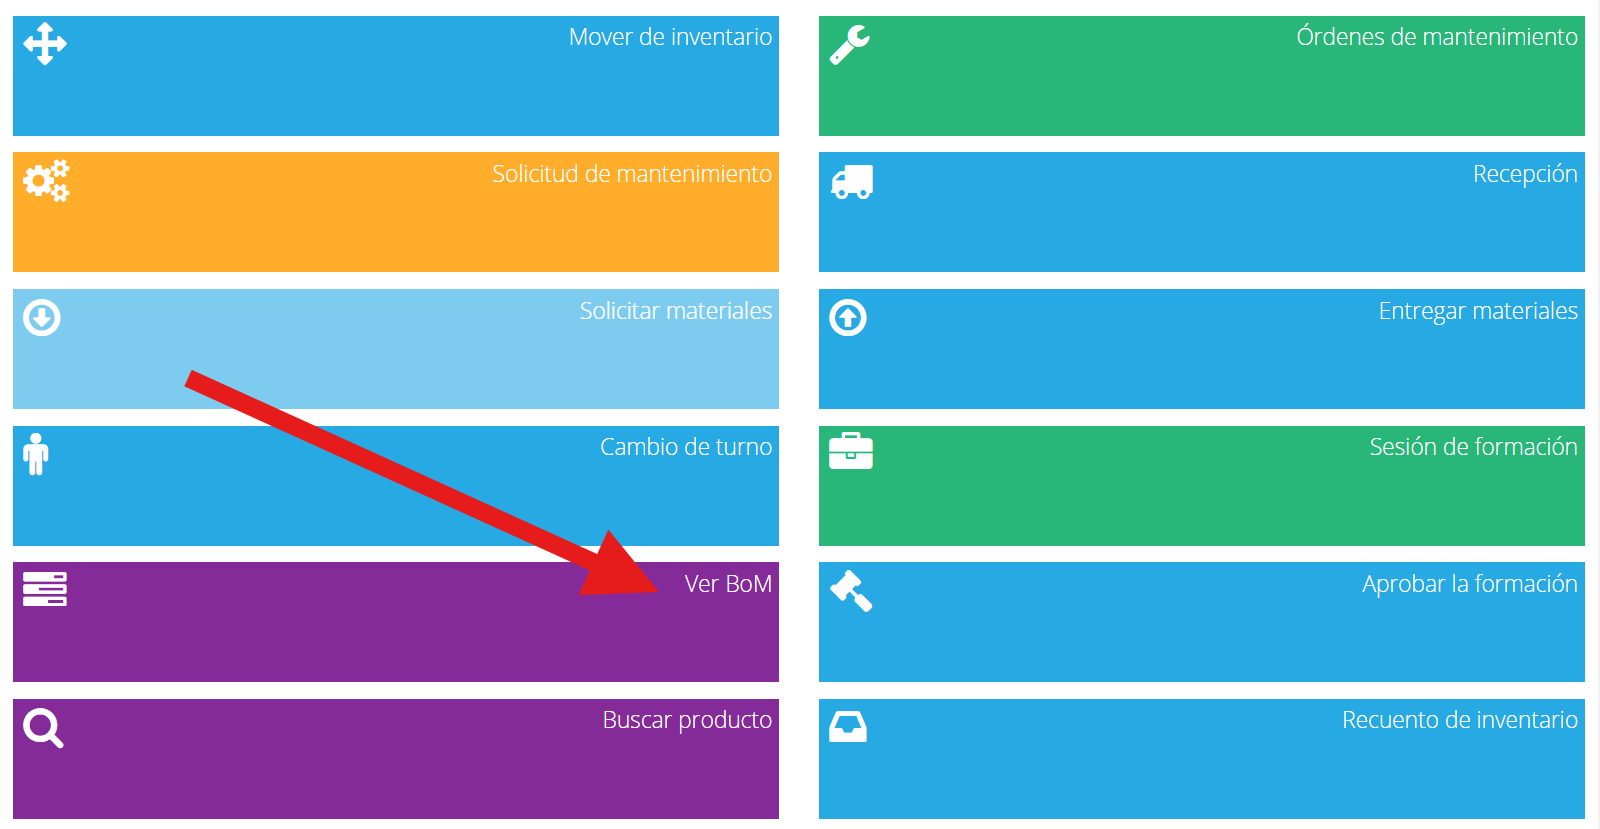 Mover de inventario
Órdenes de mantenimiento
Solicitud de mantenimiento
Recepción
Solicitar materiales
Entregar materiales
Cambio de turno
Sesión de formación
Ver BoM
Aprobar la formación
Buscar producto
Recuento de inventario